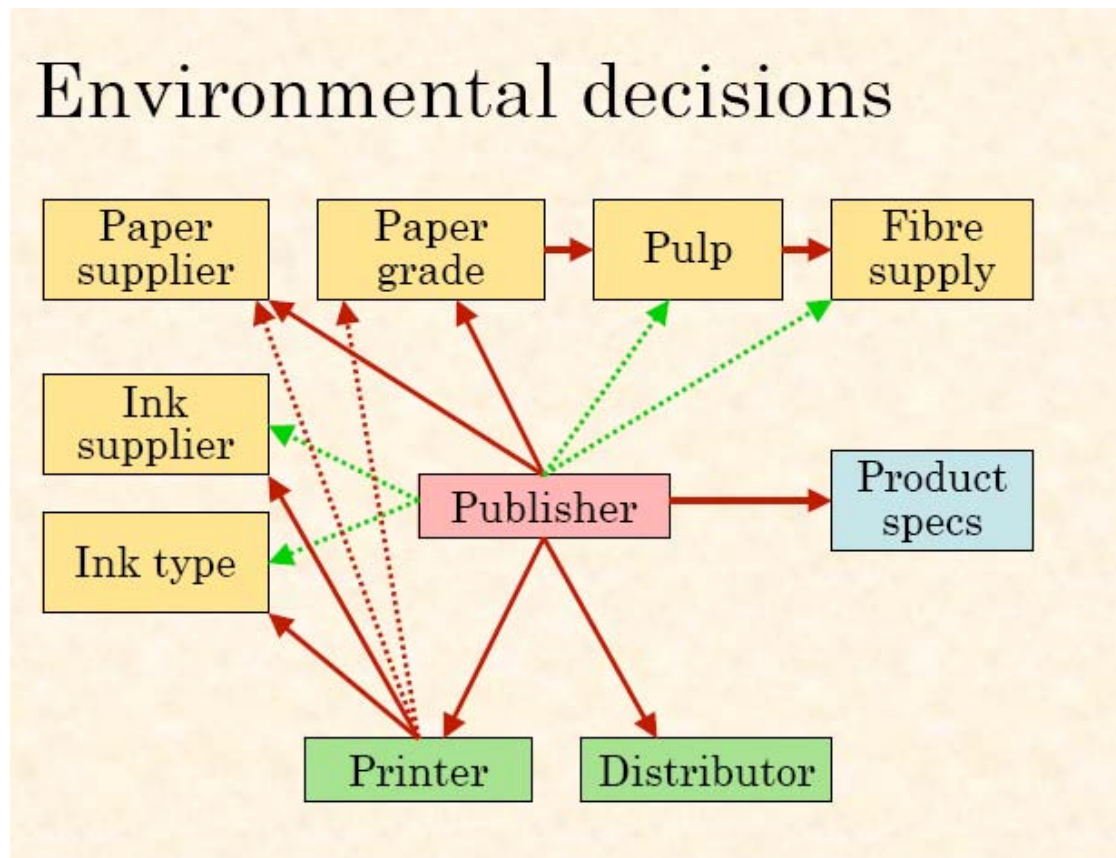 Environmental decisions
Paper
supplier
Paper
grade
Pulp
Fibre
supply
Ink
supplier
Ink type
Publisher
Product
specs
Printer
Distributor